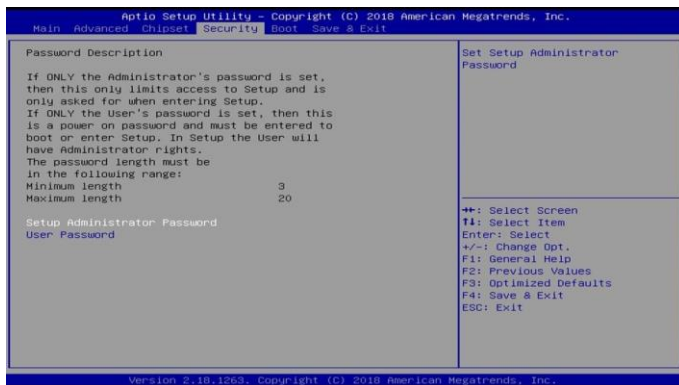 Aptio Setup Utility – Copyright (C) 2018 American Megatrends, Inc.
Main Advanced Chipset Security Boot Save & Exit
Password Description
If ONLY the Administrator's password is set,
then this only limits access to Setup and is
only asked for when entering Setup.
If ONLY the User's password is set, then this
is a power on password and must be entered to
boot or enter Setup. In Setup the User will
have Administrator rights.
The password length must be
in the following range:
Minimum length 3
Maximum length 20
Setup Administrator Password
User Password
Set Setup Administrator
Password
→←: Select Screen
↑↓: Select Item
Enter: Select
+/-: Change Opt.
F1: General Help
F2: Previous Values
F3: Optimized Defaults
F4: Save & Exit
ESC: Exit
Version 2.18.1263. Copyright (C) 2018 American Megatrends, Inc.